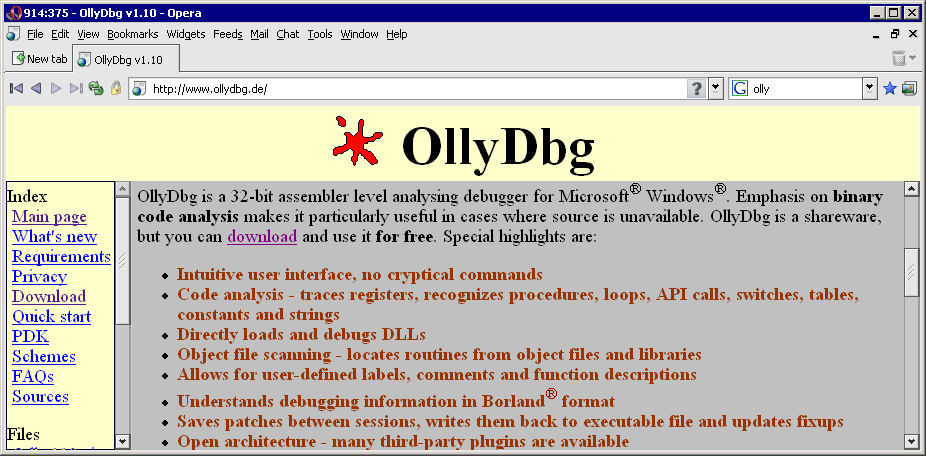 914:375 - OllyDbg v1.10 - Opera
File Edit View Bookmarks Widgets Feeds Mail Chat Tools Window Help
New tab OllyDbg v1.10
http://www.ollydbg.de/ ? G olly
OllyDbg
Index
Main page
What's new
Requirements
Privacy
Download
Quick start
PDK
Schemes
FAQs
Sources
Files
OllyDbg is a 32-bit assembler level analysing debugger for Microsoft® Windows®. Emphasis on binary
code analysis makes it particularly useful in cases where source is unavailable. OllyDbg is a shareware,
but you can download and use it for free. Special highlights are:
Intuitive user interface, no cryptical commands
Code analysis - traces registers, recognizes procedures, loops, API calls, switches, tables,
constants and strings
Directly loads and debugs DLLs
Object file scanning - locates routines from object files and libraries
Allows for user-defined labels, comments and function descriptions
Understands debugging information in Borland® format
Saves patches between sessions, writes them back to executable file and updates fixups
Open architecture - many third-party plugins are available